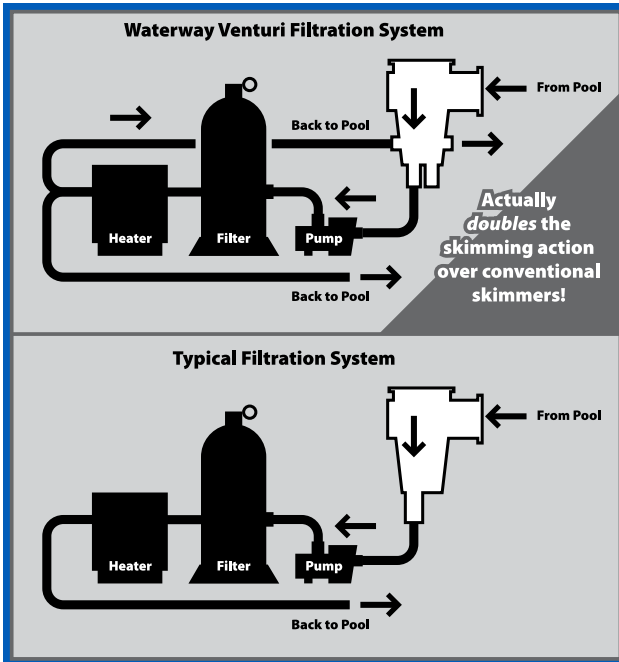 Waterway Venturi Filtration System
From Pool
Back to Pool
Heater
Filter
Pump
Actually
doubles the
skimming action
over conventional
skimmers!
Back to Pool
Typical Filtration System
From Pool
Heater
Filter
Pump
Back to Pool